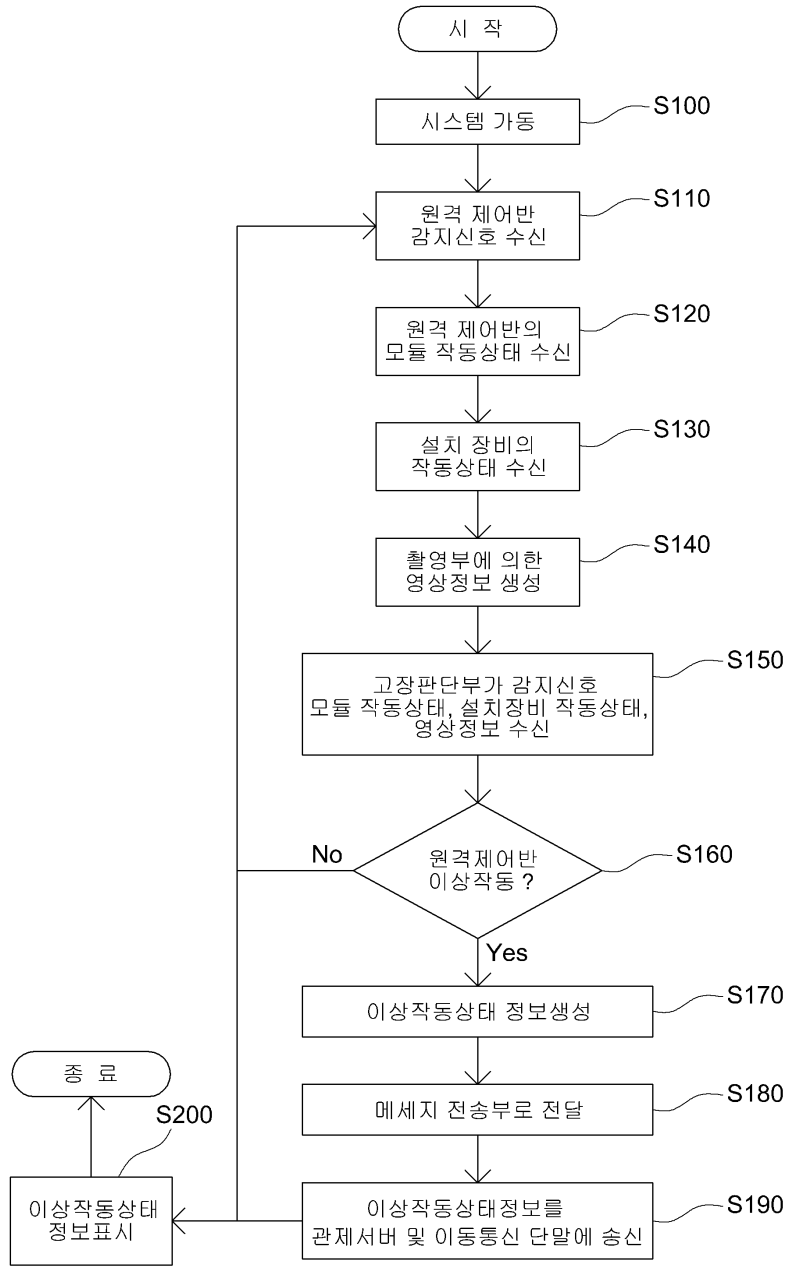 시 작
시스템 가동
S100
원격 제어반
감지신호 수신
S110
원격 제어반의
모듈 작동상태 수신
S120
설치 장비의
작동상태 수신
S130
촬영부에 의한
영상정보 생성
S140
고장판단부가 감지신호
모듈 작동상태, 설치장비 작동상태,
영상정보 수신
S150
원격제어반
이상작동 ?
S160
No
Yes
이상작동상태 정보생성
S170
메세지 전송부로 전달
S180
이상작동상태정보를
관제서버 및 이동통신 단말에 송신
S190
이상작동상태
정보표시
S200
종 료